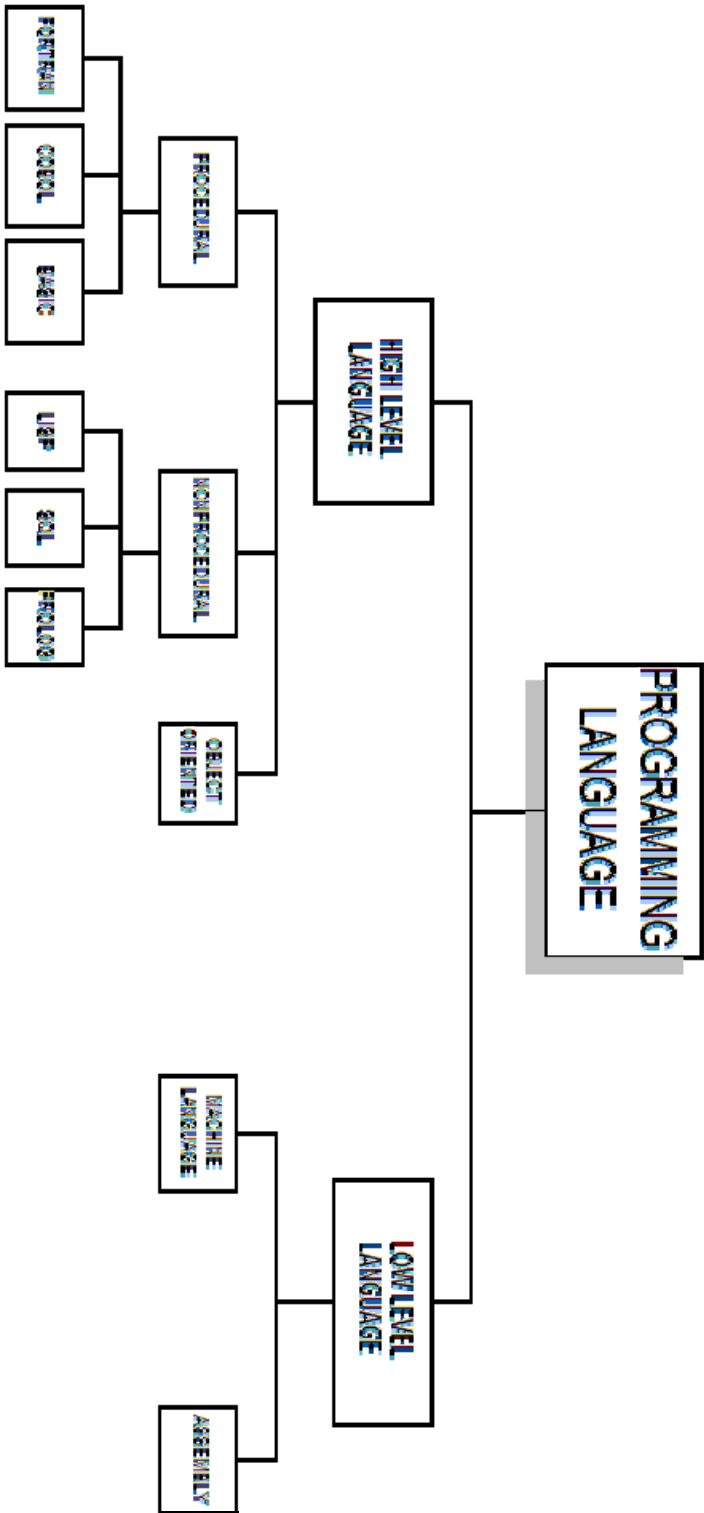 PROGRAMMING
LANGUAGE
HIGH LEVEL
LANGUAGE
LOW LEVEL
LANGUAGE
PROCEDURAL
NONPROCEDURAL
OBJECT
ORIENTED
MACHINE
LANGUAGE
ASSEMBLY
FORTRAN
COBOL
BASIC
LISP
SQL
PROLOG